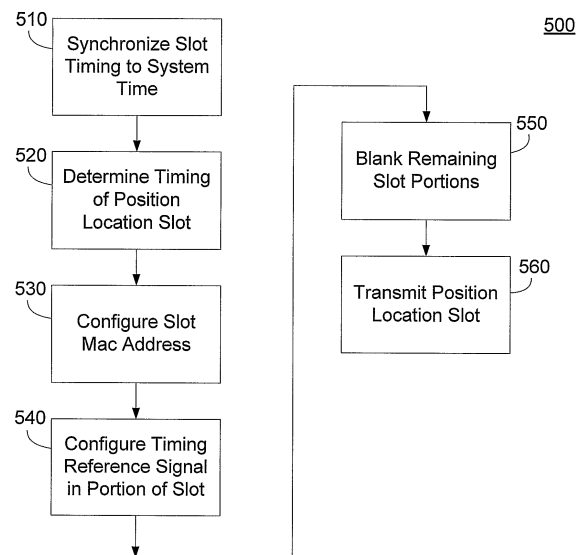 500
510
Synchronize Slot
Timing to System
Time
520
Determine Timing
of Position
Location Slot
530
Configure Slot
Mac Address
540
Configure Timing
Reference Signal
in Portion of Slot
550
Blank Remaining
Slot Portions
560
Transmit Position
Location Slot